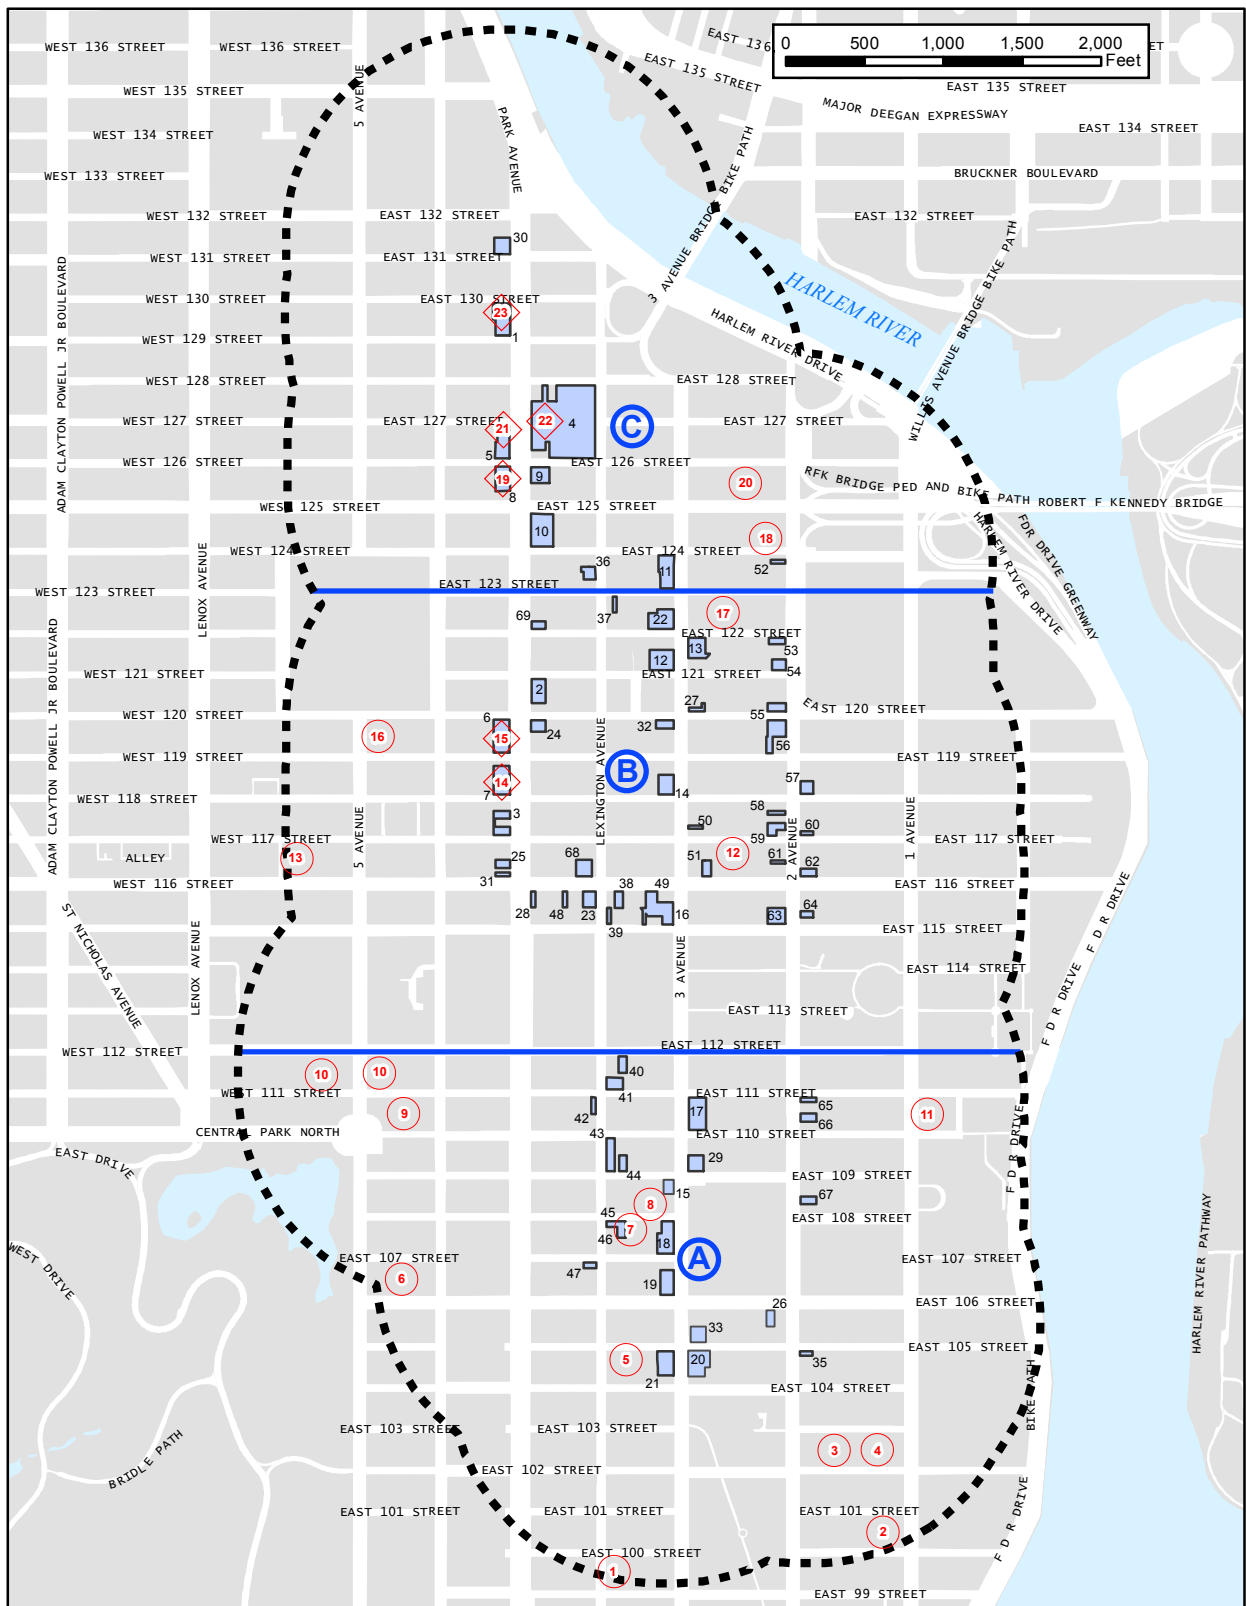 0 500 1,000 1,500 2,000
Feet
WEST 136 STREET
WEST 136 STREET
EAST 136
ET
EAST 135 STREET
EAST 135 STREET
WEST 135 STREET
5 AVENUE
PARK AVENUE
MAJOR DEEGAN EXPRESSWAY
WEST 134 STREET
EAST 134 STREET
WEST 133 STREET
BRUCKNER BOULEVARD
3 AVENUE BRIDGE BIKE PATH
WEST 132 STREET
EAST 132 STREET
EAST 132 STREET
30
WEST 131 STREET
EAST 131 STREET
WILLIS AVENUE BRIDGE BIKE PATH
HARLEM RIVER
ADAM CLAYTON POWELL JR BOULEVARD
WEST 130 STREET
EAST 130 STREET
23
1
HARLEM RIVER DRIVE
WEST 129 STREET
WEST 128 STREET
EAST 128 STREET
WEST 127 STREET
EAST 127 STREET
21
22
4
C
EAST 127 STREET
5
WEST 126 STREET
EAST 126 STREET
19
9
8
20
RFK BRIDGE PED AND BIKE PATH
ROBERT F KENNEDY BRIDGE
WEST 125 STREET
EAST 125 STREET
10
18
HARLEM RIVER DRIVE
FDR DRIVE GREENWAY
WEST 124 STREET
EAST 124 STREET
36
11
52
LENOX AVENUE
WEST 123 STREET
EAST 123 STREET
37
22
17
69
EAST 122 STREET
13
53
12
54
WEST 121 STREET
EAST 121 STREET
ADAM CLAYTON POWELL JR BOULEVARD
2
27
55
EAST 120 STREET
WEST 120 STREET
6
24
32
LEXINGTON AVENUE
16
15
56
WEST 119 STREET
EAST 119 STREET
B
14
7
14
57
WEST 118 STREET
EAST 118 STREET
3
50
58
59
60
2 AVENUE
1 AVENUE
WEST 117 STREET
EAST 117 STREET
5 AVENUE
ALLEY
13
25
31
68
51
12
61
62
WEST 116 STREET
EAST 116 STREET
28
48
23
38
39
49
16
63
64
ST NICHOLAS AVENUE
LENOX AVENUE
EAST 115 STREET
3 AVENUE
EAST 114 STREET
EAST 113 STREET
F D R DRIVE
F D R DRIVE
WEST 112 STREET
EAST 112 STREET
10
10
40
41
WEST 111 STREET
EAST 111 STREET
9
42
17
65
66
11
CENTRAL PARK NORTH
EAST 110 STREET
43
44
29
EAST DRIVE
F D R DRIVE
EAST 109 STREET
15
67
8
45
7
46
18
EAST 108 STREET
HARLEM RIVER PATHWAY
WEST DRIVE
EAST 107 STREET
EAST 107 STREET
A
6
47
19
EAST 106 STREET
26
33
EAST 105 STREET
5
21
20
35
EAST 104 STREET
BIKE PATH
EAST 103 STREET
EAST 103 STREET
BRIDLE PATH
3
4
EAST 102 STREET
EAST 101 STREET
EAST 101 STREET
EAST 101 STREET
F D R DRIVE
2
EAST 100 STREET
1
EAST 99 STREET